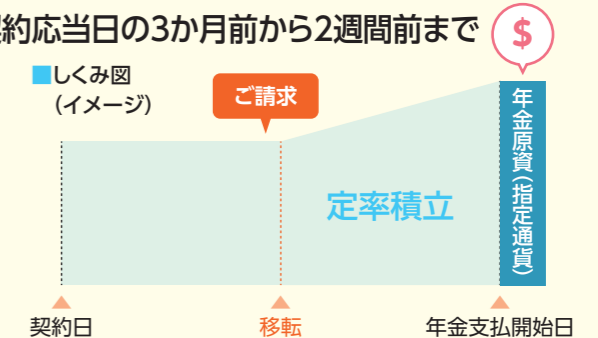 約応当日の3か月前から2週間前まで
$
■しくみ図
(イメージ)
ご請求
定率積立
年金原資(指定通貨)
契約日
移転
年金支払開始日